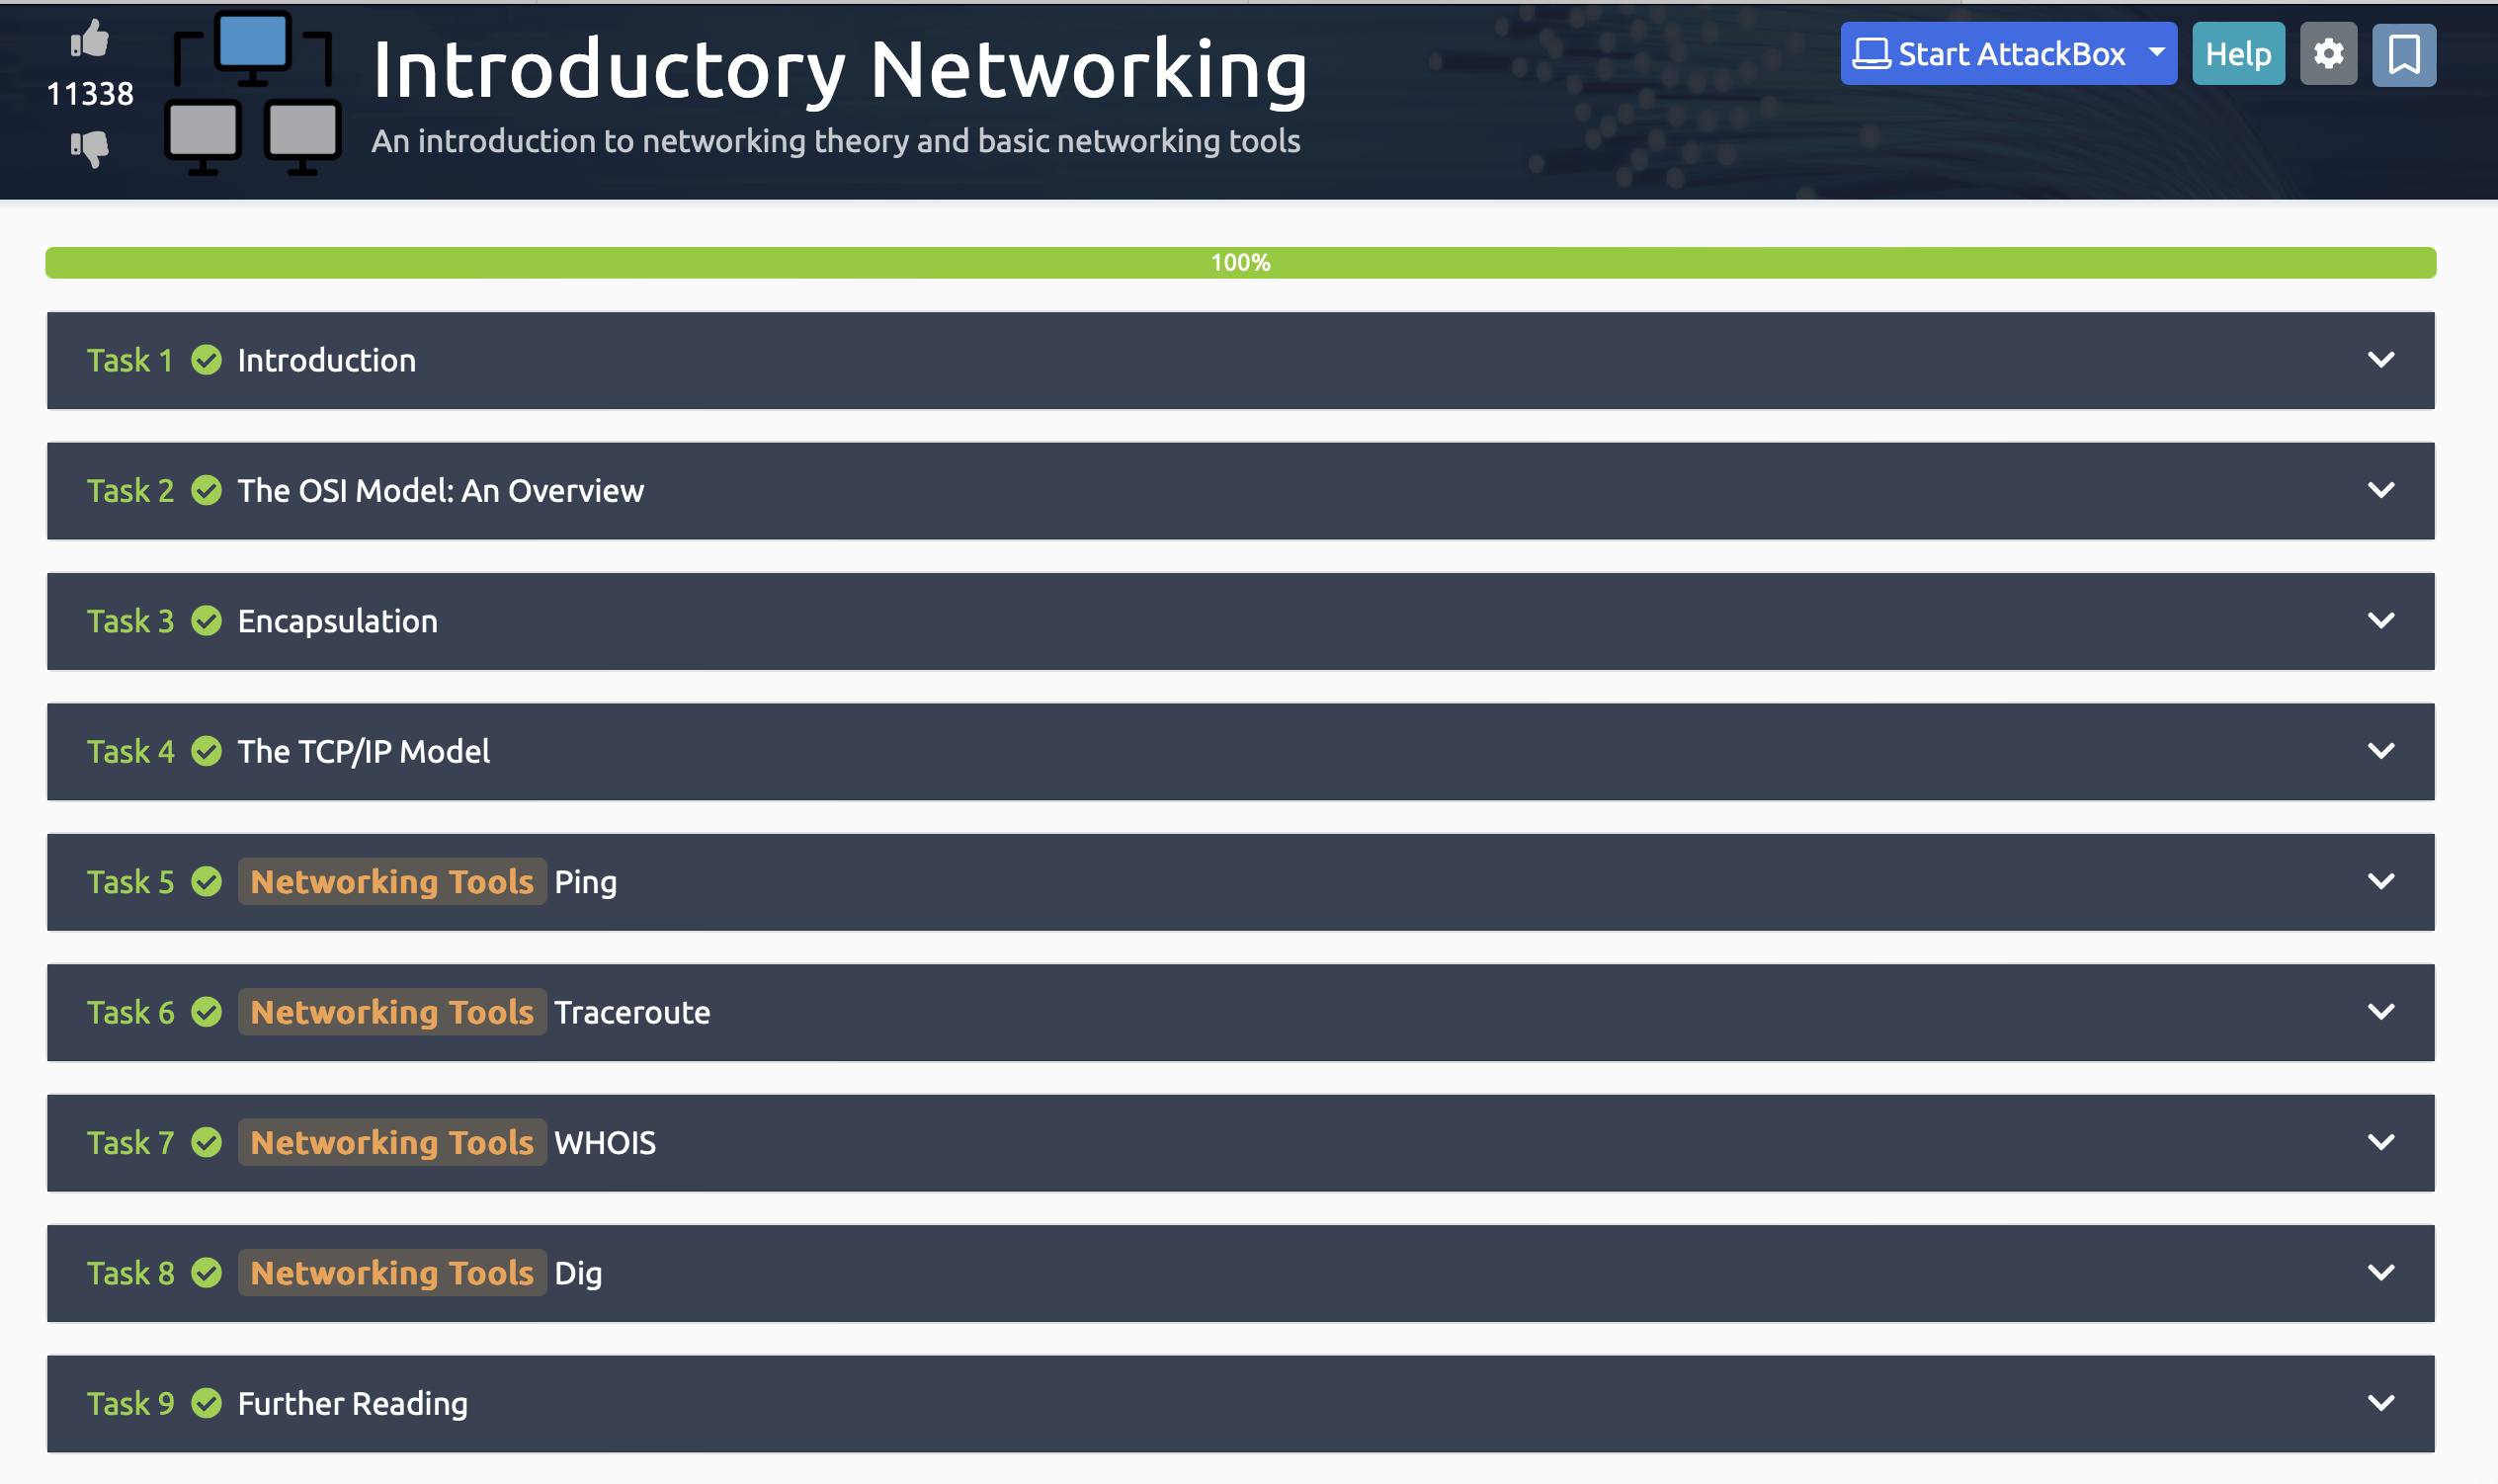 11338
Introductory Networking
An introduction to networking theory and basic networking tools
Start AttackBox
Help
100%
Task 1 Introduction
Task 2 The OSI Model: An Overview
Task 3 Encapsulation
Task 4 The TCP/IP Model
Task 5 Networking Tools Ping
Task 6 Networking Tools Traceroute
Task 7 Networking Tools WHOIS
Task 8 Networking Tools Dig
Task 9 Further Reading